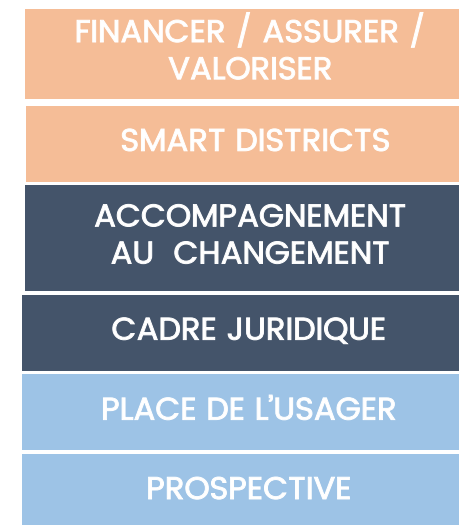 FINANCER / ASSURER /
VALORISER
SMART DISTRICTS
ACCOMPAGNEMENT
AU CHANGEMENT
CADRE JURIDIQUE
PLACE DE L’USAGER
PROSPECTIVE